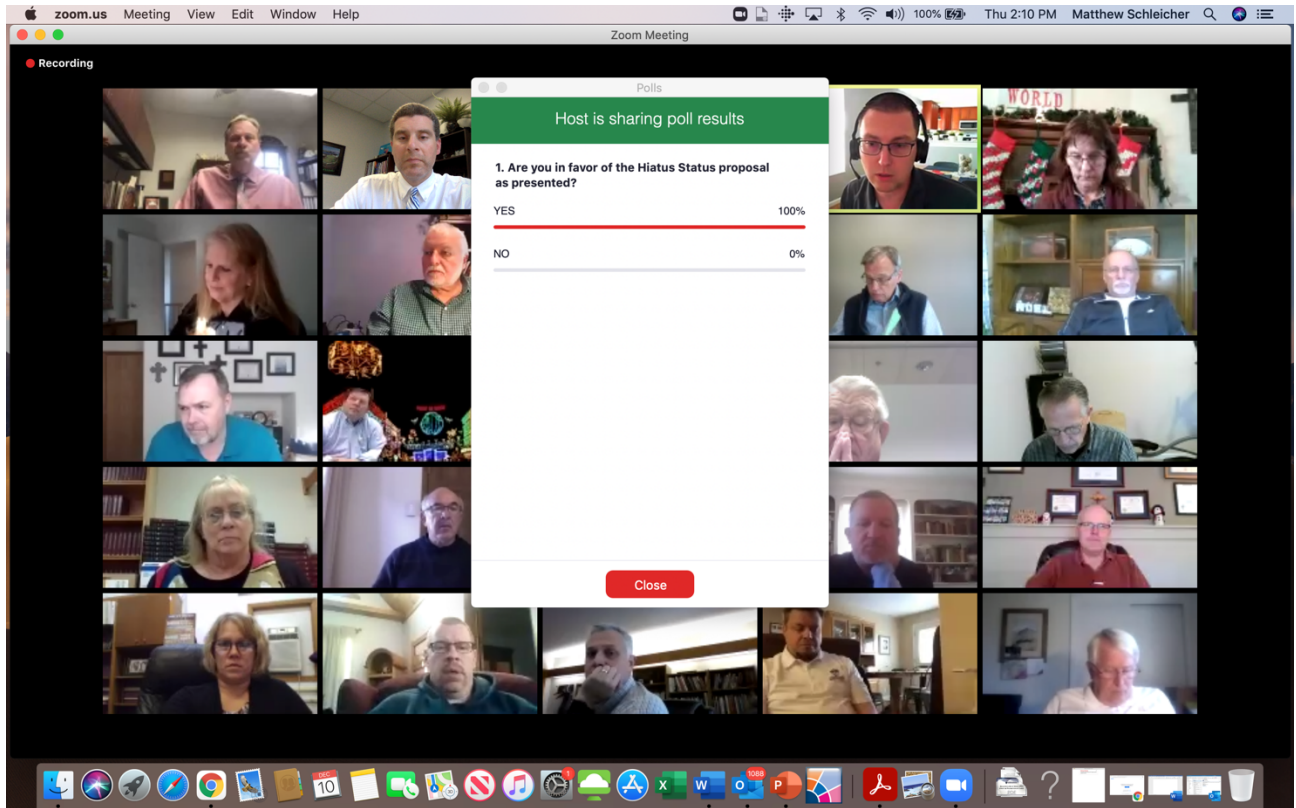 zoom.us Meeting View Edit Window Help
100% Thu 2:10 PM Matthew Schleicher
Zoom Meeting
Recording
Polls
Host is sharing poll results
WORLD
1. Are you in favor of the Hiatus Status proposal
as presented?
YES 100%
NO 0%
NOEL
Close
DEC
10
1
1088
X
W
O
P